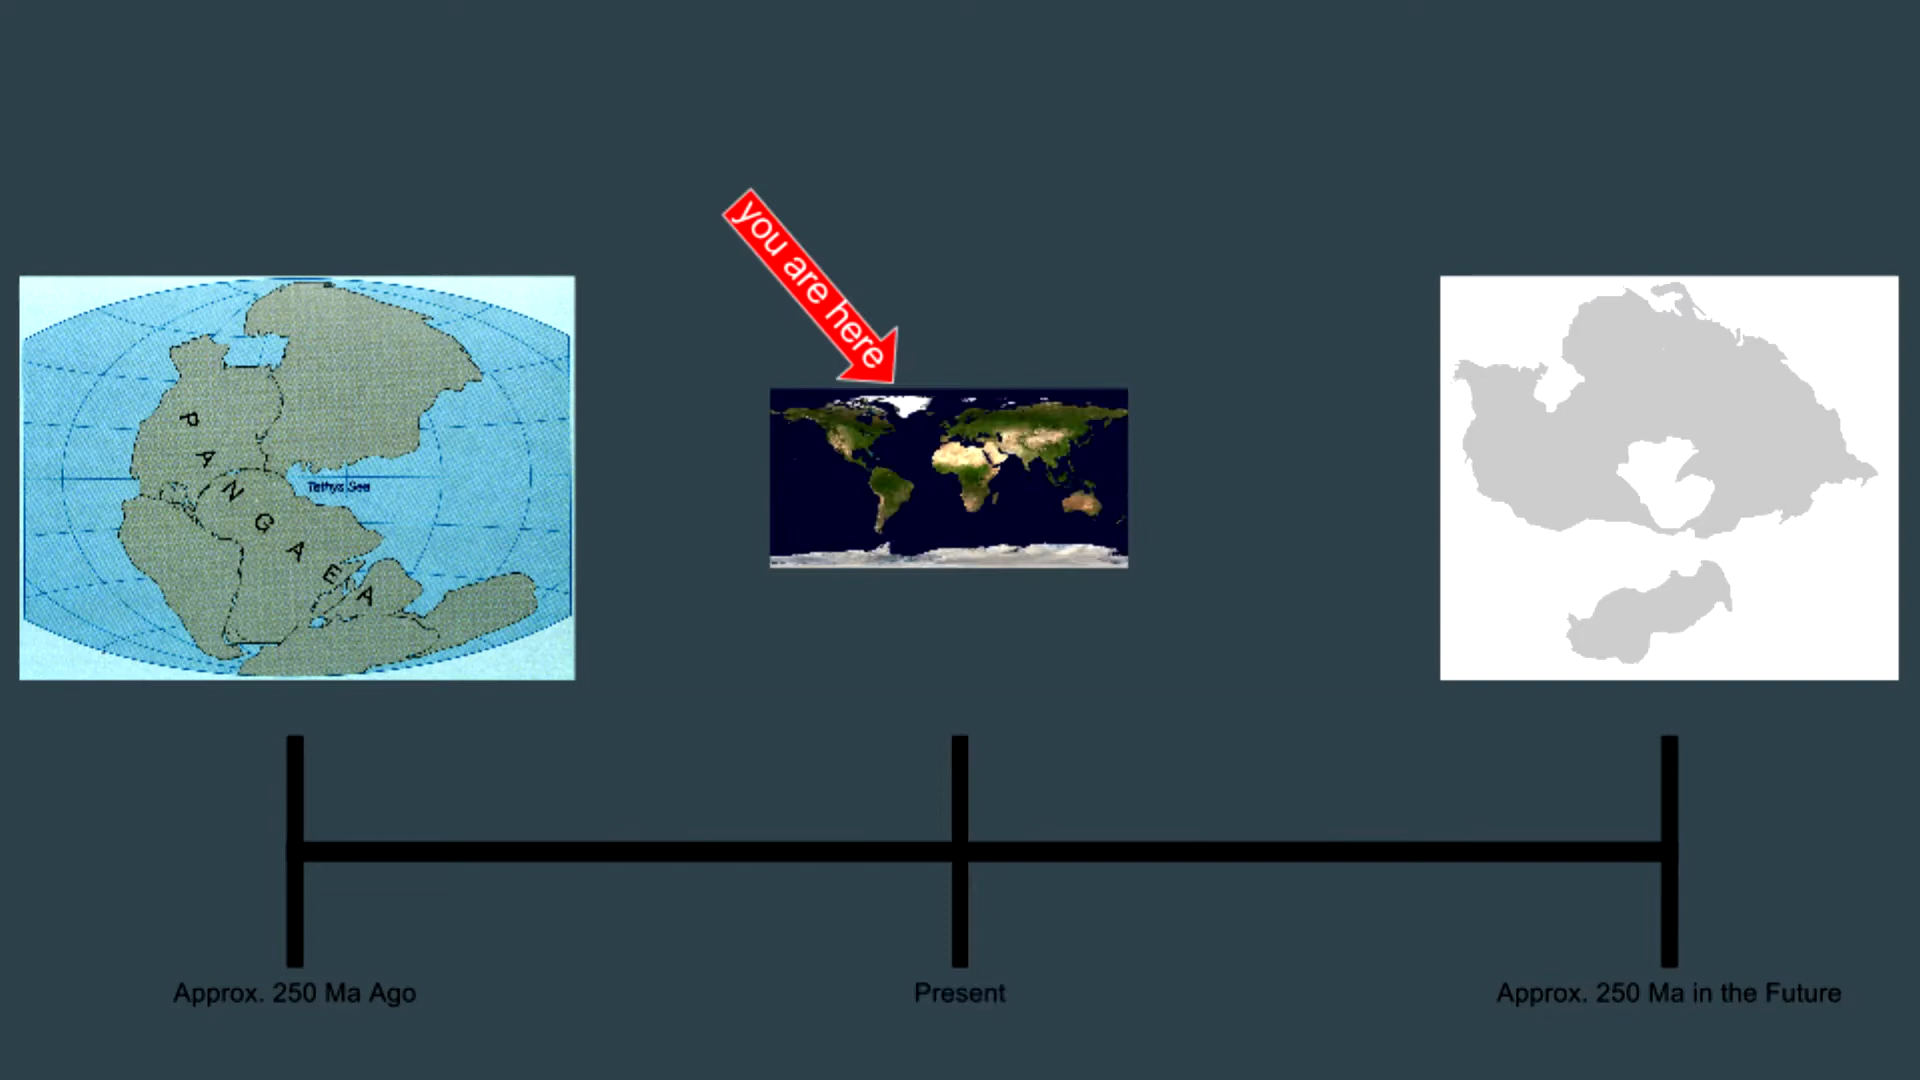 you are here
PANGAEA
Tethys Sea
Approx. 250 Ma Ago
Present
Approx. 250 Ma in the Future